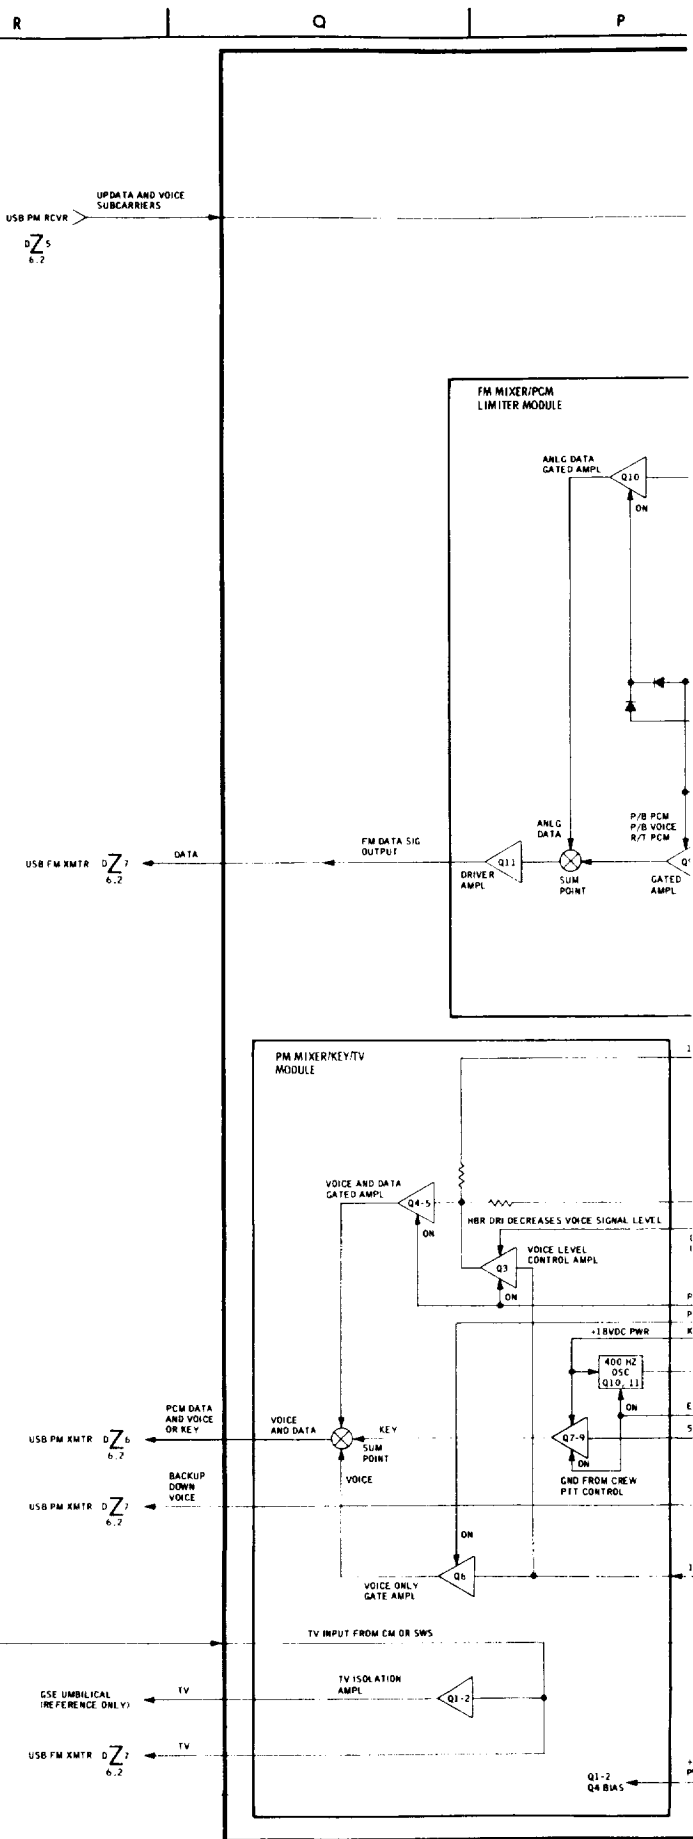 R
Q
P
UPDATA AND VOICE
SUBCARRIERS
USB PM RCVR
D Z 5
6.2
FM MIXER/PCM
LIMITER MODULE
ANLG DATA
GATED AMPL
Q10
ON
P/B PCM
P/B VOICE
R/T PCM
ANLG
DATA
FM DATA SIG
OUTPUT
DATA
USB FM XMTR D Z 7
6.2
Q11
DRIVER
AMPL
SUM
POINT
GATED
AMPL
PM MIXER/KEY/TV
MODULE
VOICE AND DATA
GATED AMPL
Q4-5
ON
HBR DRI DECREASES VOICE SIGNAL LEVEL
VOICE LEVEL
CONTROL AMPL
Q3
ON
P
P
+18VDC PWR
K
400 HZ
OSC
Q10, 11
ON
E
PCM DATA
AND VOICE
OR KEY
VOICE
AND DATA
KEY
SUM
POINT
Q7-9
S
USB PM XMTR D Z 6
6.2
ON
GND FROM CREW
PTT CONTROL
VOICE
BACKUP
DOWN
VOICE
USB PM XMTR D Z 7
6.2
ON
Q6
VOICE ONLY
GATE AMPL
TV INPUT FROM CM OR SWS
TV ISOLATION
AMPL
Q1-2
GSE UMBILICAL
(REFERENCE ONLY)
TV
TV
USB FM XMTR D Z 7
6.2
Q1-2
Q4 BIAS